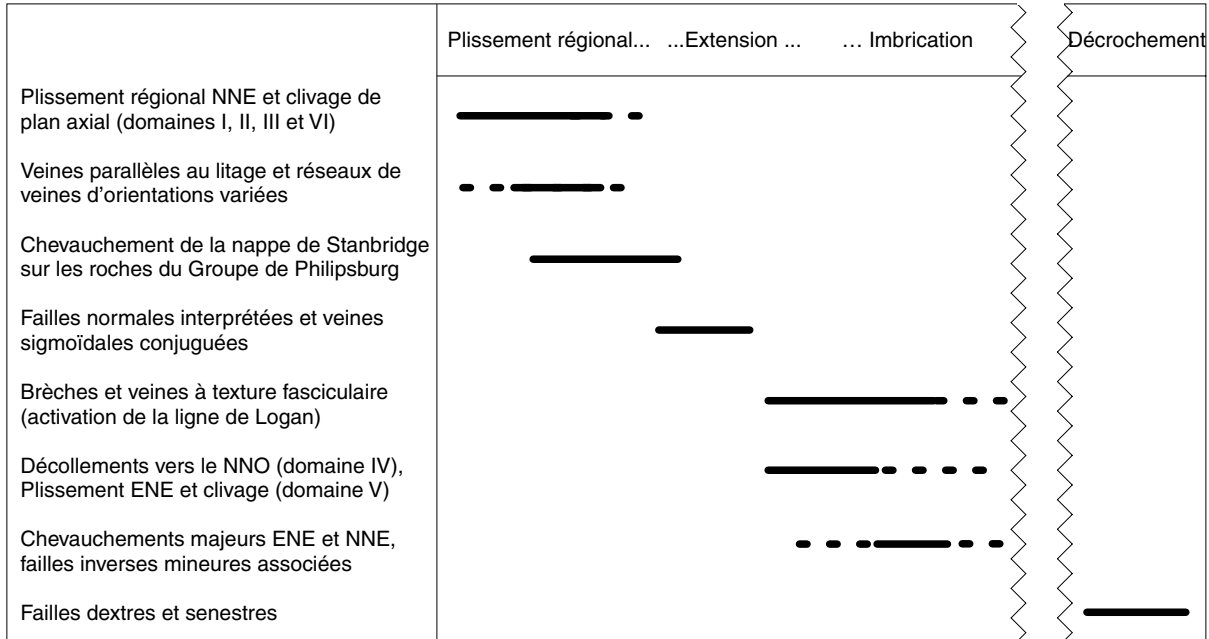 Plissement régional... ...Extension ... ... Imbrication Décrochement
Plissement régional NNE et clivage de
plan axial (domaines I, II, III et VI)
Veines parallèles au litage et réseaux de
veines d'orientations variées
Chevauchement de la nappe de Stanbridge
sur les roches du Groupe de Philipsburg
Failles normales interprétées et veines
sigmoïdales conjuguées
Brèches et veines à texture fasciculaire
(activation de la ligne de Logan)
Décollements vers le NNO (domaine IV),
Plissement ENE et clivage (domaine V)
Chevauchements majeurs ENE et NNE,
failles inverses mineures associées
Failles dextres et senestres